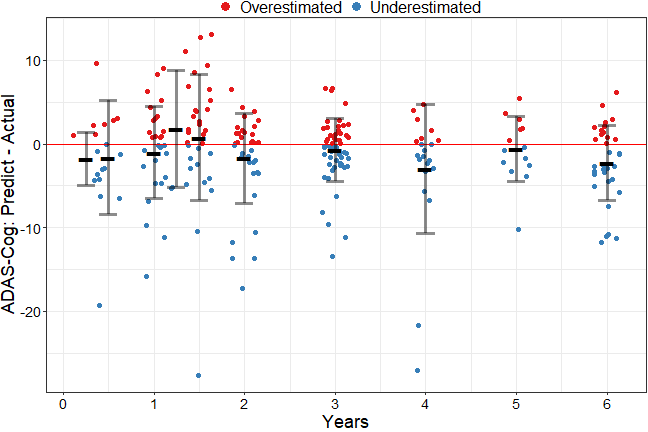 Overestimated Underestimated
ADAS-Cog: Predict - Actual
10
0
-10
-20
0 1 2 3 4 5 6
Years